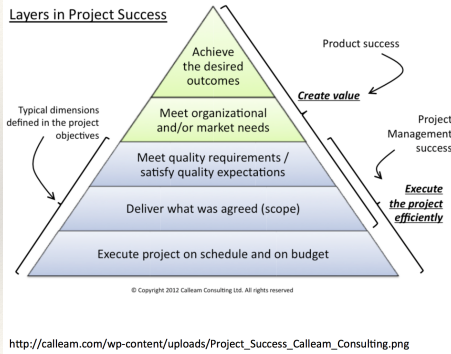 Layers in Project Success
Product success
Achieve
the desired
outcomes
Create value
Typical dimensions
defined in the project
objectives
Meet organizational
and/or market needs
Project
Management
success
Meet quality requirements /
satisfy quality expectations
Execute
the project
efficiently
Deliver what was agreed (scope)
Execute project on schedule and on budget
© Copyright 2012 Calleam Consulting Ltd. All rights reserved
http://calleam.com/wp-content/uploads/Project_Success_Calleam_Consulting.png